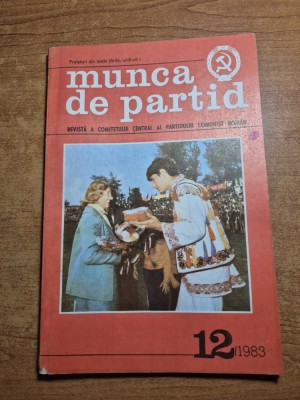 Proletari din toate țările, uniți-vă !
munca
de partid
REVISTĂ A COMITETULUI CENTRAL AL PARTIDULUI COMUNIST ROMÂN
12/1983